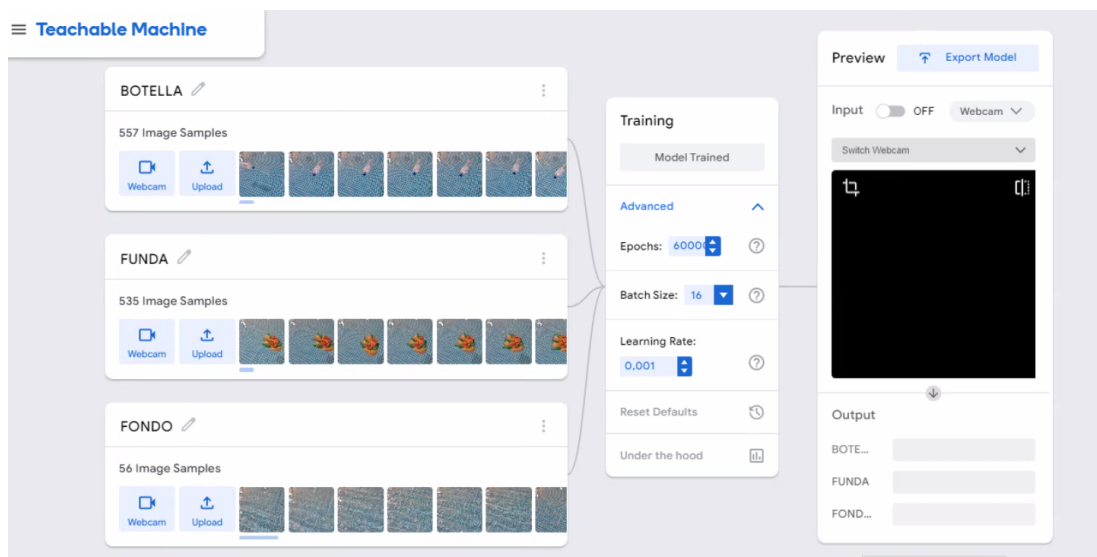 Teachable Machine
BOTELLA
557 Image Samples
Webcam
Upload
FUNDA
535 Image Samples
Webcam
Upload
FONDO
56 Image Samples
Webcam
Upload
Training
Model Trained
Advanced
Epochs: 6000
Batch Size: 16
Learning Rate:
0,001
Reset Defaults
Under the hood
Preview
Export Model
Input OFF Webcam
Switch Webcam
Output
BOTE...
FUNDA
FOND...